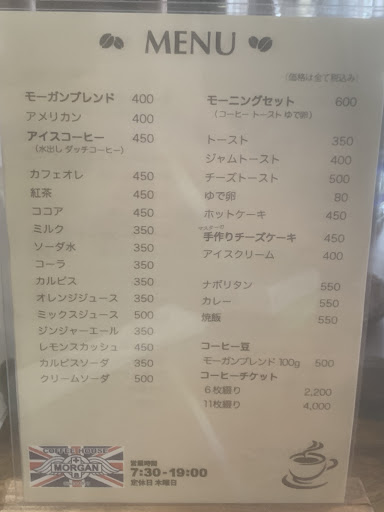 MENU
(価格は全て税込み)
モーガンブレンド 400
アメリカン 400
アイスコーヒー 450
(水出し ダッチコーヒー)
カフェオレ 450
紅茶 450
ココア 450
ミルク 350
ソーダ水 350
コーラ 350
カルピス 350
オレンジジュース 350
ミックスジュース 500
ジンジャーエール 350
レモンスカッシュ 450
カルピスソーダ 350
クリームソーダ 500
モーニングセット 600
(コーヒー トースト ゆで卵)
トースト 350
ジャムトースト 400
チーズトースト 500
ゆで卵 80
ホットケーキ 450
手作りチーズケーキ 450
アイスクリーム 400
ナポリタン 550
カレー 550
焼飯 550
コーヒー豆
モーガンブレンド 100g 500
コーヒーチケット
6枚綴り 2,200
11枚綴り 4,000
COFFEE HOUSE
MORGAN
営業時間
7:30-19:00
定休日 木曜日